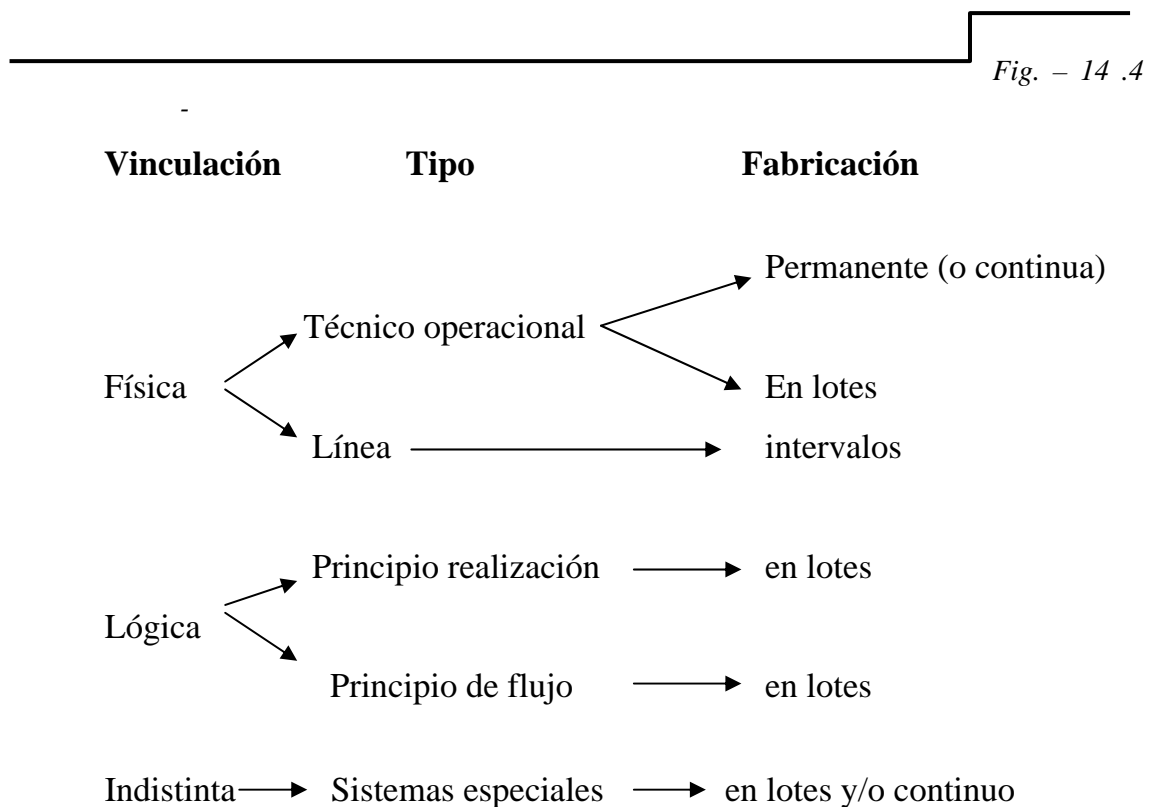 Fig. – 14 .4
-
Vinculación Tipo Fabricación
Permanente (o continua)
Técnico operacional
Física En lotes
Línea intervalos
Principio realización en lotes
Lógica
Principio de flujo en lotes
Indistinta Sistemas especiales en lotes y/o continuo